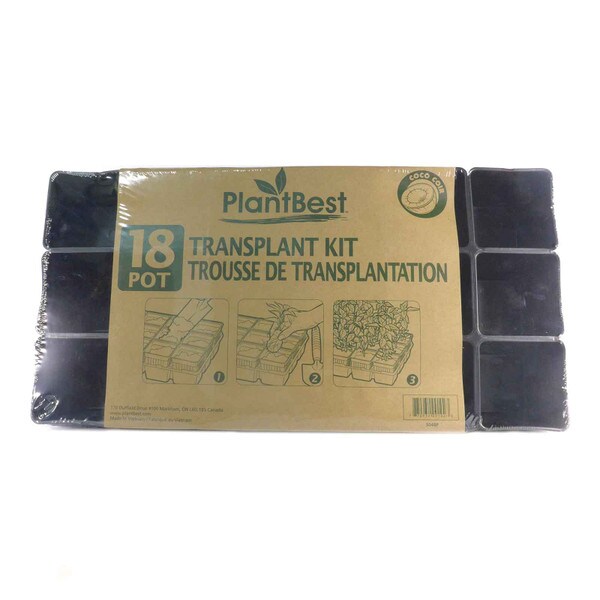 COCO COIR
PlantBest
18
POT
TRANSPLANT KIT
TROUSSE DE TRANSPLANTATION
1
2
3